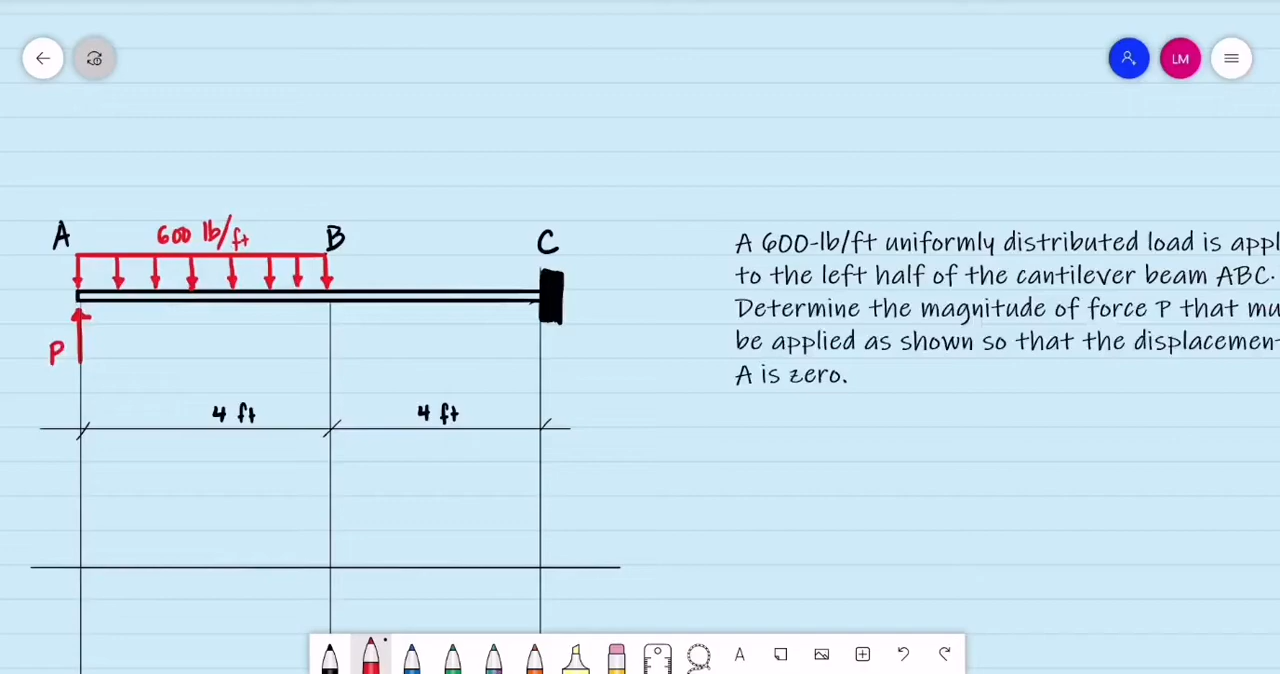 LM
A
600 lb/ft
B
C
P
4 ft
4 ft
A 600-lb/ft uniformly distributed load is appl
to the left half of the cantilever beam ABC.
Determine the magnitude of force P that mu
be applied as shown so that the displacement
A is zero.
A